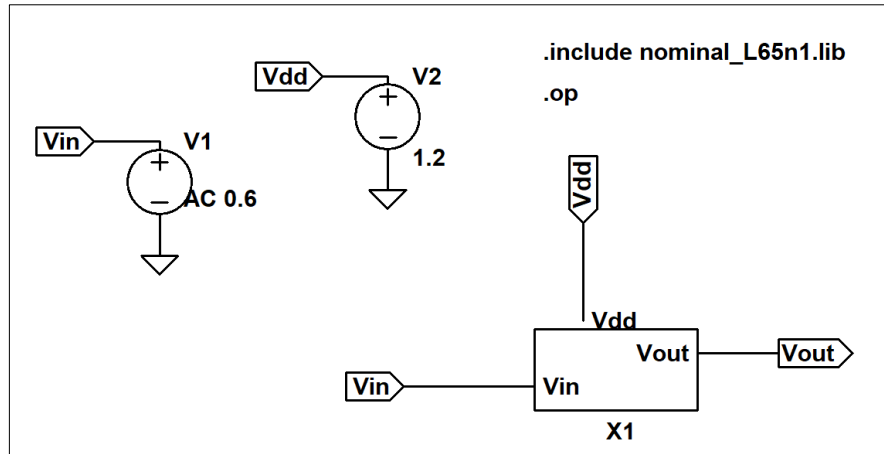 .include nominal_L65n1.lib
Vdd
V2
.op
Vin
V1
1.2
AC 0.6
Vdd
Vdd
Vout
Vout
Vin
Vin
X1